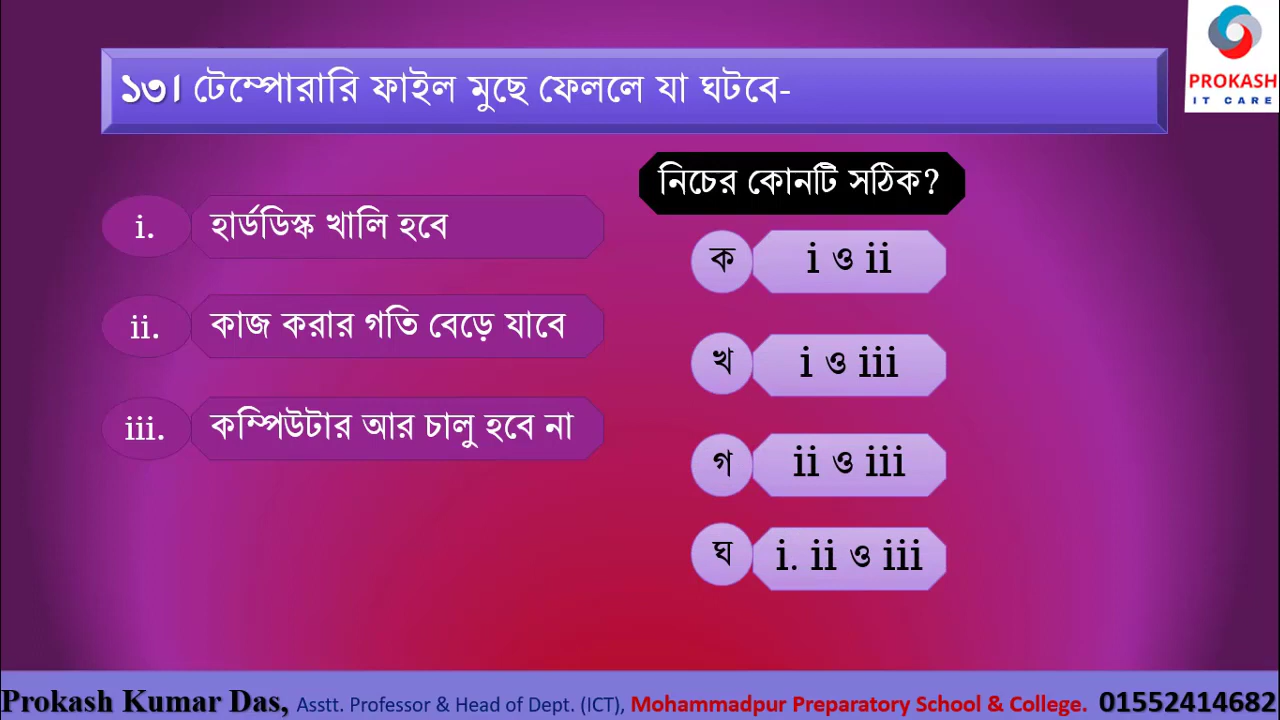 PROKASH
IT CARE
১৩। টেম্পোরারি ফাইল মুছে ফেললে যা ঘটবে-
i. হার্ডডিস্ক খালি হবে
ii. কাজ করার গতি বেড়ে যাবে
iii. কম্পিউটার আর চালু হবে না
নিচের কোনটি সঠিক?
ক i ও ii
খ i ও iii
গ ii ও iii
ঘ i. ii ও iii
Prokash Kumar Das, Asstt. Professor & Head of Dept. (ICT), Mohammadpur Preparatory School & College. 01552414682